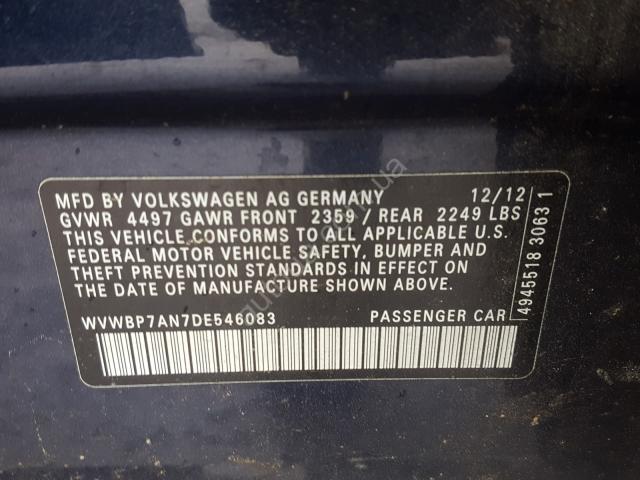 MFD BY VOLKSWAGEN AG GERMANY 12/12
GVWR 4497 GAWR FRONT 2359 / REAR 2249 LBS
THIS VEHICLE CONFORMS TO ALL APPLICABLE U.S.
FEDERAL MOTOR VEHICLE SAFETY, BUMPER AND
THEFT PREVENTION STANDARDS IN EFFECT ON
THE DATE OF MANUFACTURE SHOWN ABOVE.
WVWBP7AN7DE546083 PASSENGER CAR
4945518 3063 1